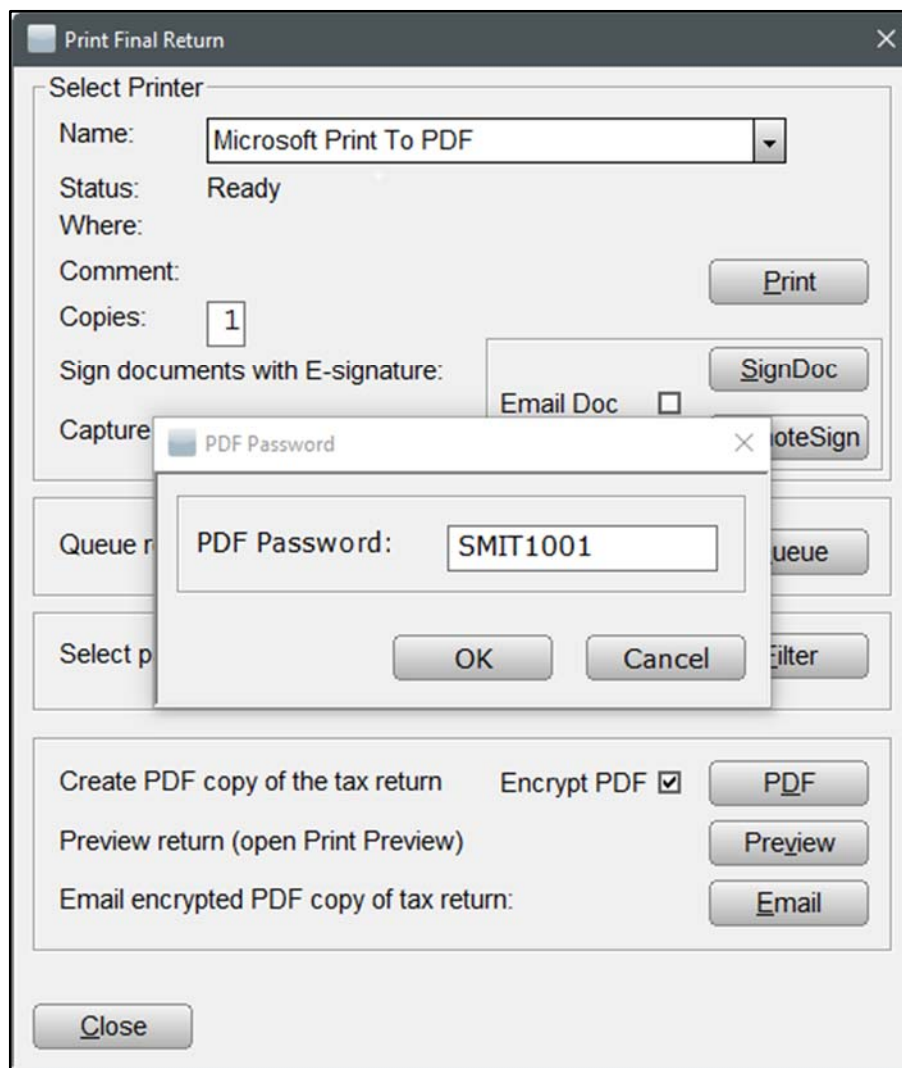 Print Final Return
Select Printer
Name: Microsoft Print To PDF
Status: Ready
Where:
Comment:
Print
Copies: 1
Sign documents with E-signature:
SignDoc
Email Doc
Capture
oteSign
PDF Password
Queue
ueue
PDF Password: SMIT1001
Select p
ilter
OK Cancel
Create PDF copy of the tax return Encrypt PDF PDF
Preview return (open Print Preview) Preview
Email encrypted PDF copy of tax return: Email
Close